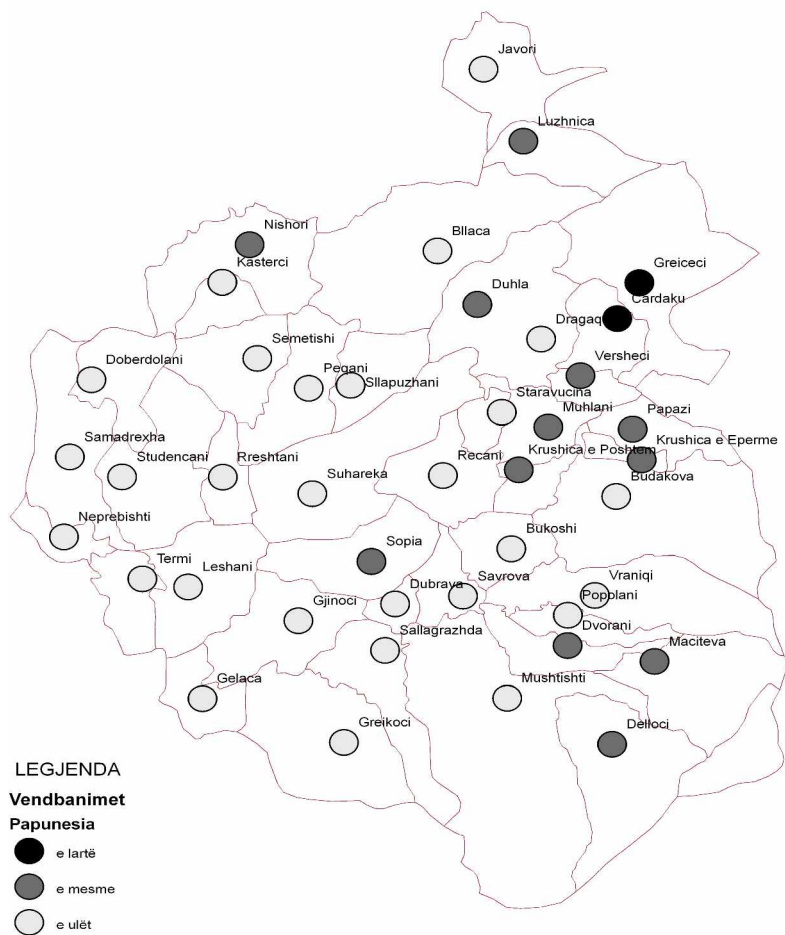 Javori
Luzhnica
Nishori
Bllaca
Kasterci
Greiceci
Duhla
Cardaku
Dragaq
Semetishi
Versheci
Doberdolani
Peqani
Sllapuzhani
Staravucina
Muhlani
Papazi
Samadrexha
Studencani
Rreshtani
Suhareka
Recani
Krushica e Poshtem
Krushica e Eperme
Budakova
Neprebishti
Bukoshi
Sopia
Termi
Leshani
Dubrava
Savrova
Vraniqi
Popolani
Gjinoci
Sallagrazhda
Dvorani
Maciteva
Gelaca
Mushtishti
Greikoci
Delloci
LEGJENDA
Vendbanimet
Papunesia
e lartë
e mesme
e ulët